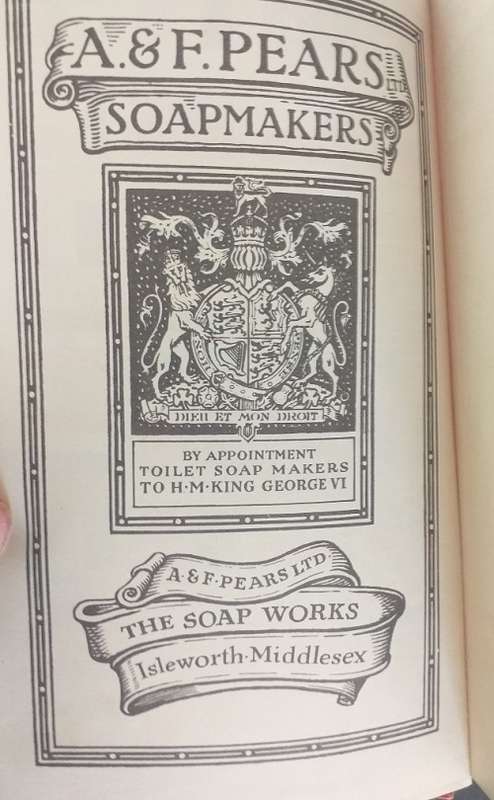 A. & F. PEARS LTD
SOAPMAKERS
DIEU ET MON DROIT
BY APPOINTMENT
TOILET SOAP MAKERS
TO H·M·KING GEORGE VI
A·&F·PEARS LTD
THE SOAP WORKS
Isleworth·Middlesex